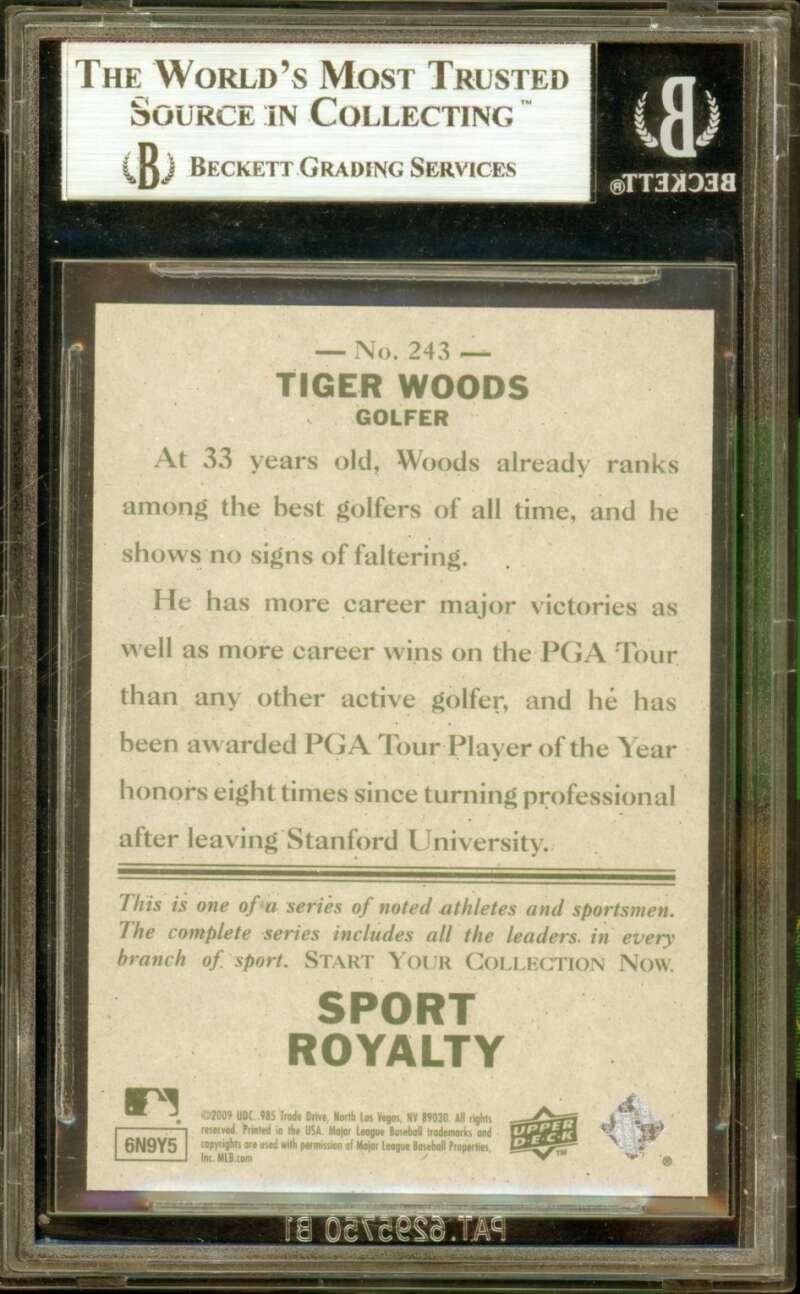 THE WORLD'S MOST TRUSTED
SOURCE IN COLLECTING™
B BECKETT GRADING SERVICES
B
BECKETT®
— No. 243 —
TIGER WOODS
GOLFER
At 33 years old, Woods already ranks
among the best golfers of all time, and he
shows no signs of faltering.
He has more career major victories as
well as more career wins on the PGA Tour
than any other active golfer, and he has
been awarded PGA Tour Player of the Year
honors eight times since turning professional
after leaving Stanford University.
This is one of a series of noted athletes and sportsmen.
The complete series includes all the leaders in every
branch of sport. START YOUR COLLECTION NOW.
SPORT
ROYALTY
6N9Y5
©2009 UDC. 985 Trade Drive, North Las Vegas, NV 89030. All rights
reserved. Printed in the USA. Major League Baseball trademarks and
copyrights are used with permission of Major League Baseball Properties,
Inc. MLB.com
UPPER
DECK™
®
PAT.6295750 B1